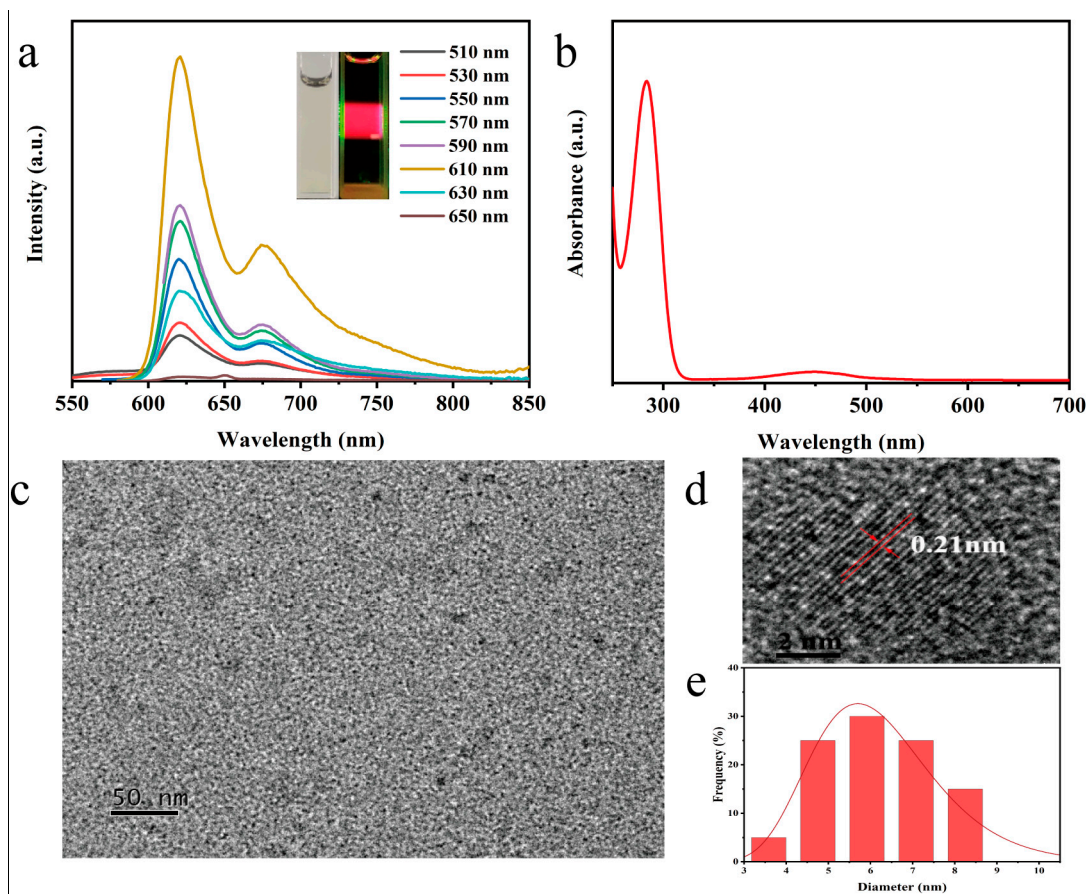 a
510 nm
530 nm
550 nm
570 nm
590 nm
610 nm
630 nm
650 nm
Intensity (a.u.)
550 600 650 700 750 800 850
Wavelength (nm)
b
Absorbance (a.u.)
300 400 500 600 700
Wavelength (nm)
c
50 nm
d
0.21nm
nm
e
40
30
20
10
0
Frequency (%)
3 4 5 6 7 8 9 10
Diameter (nm)